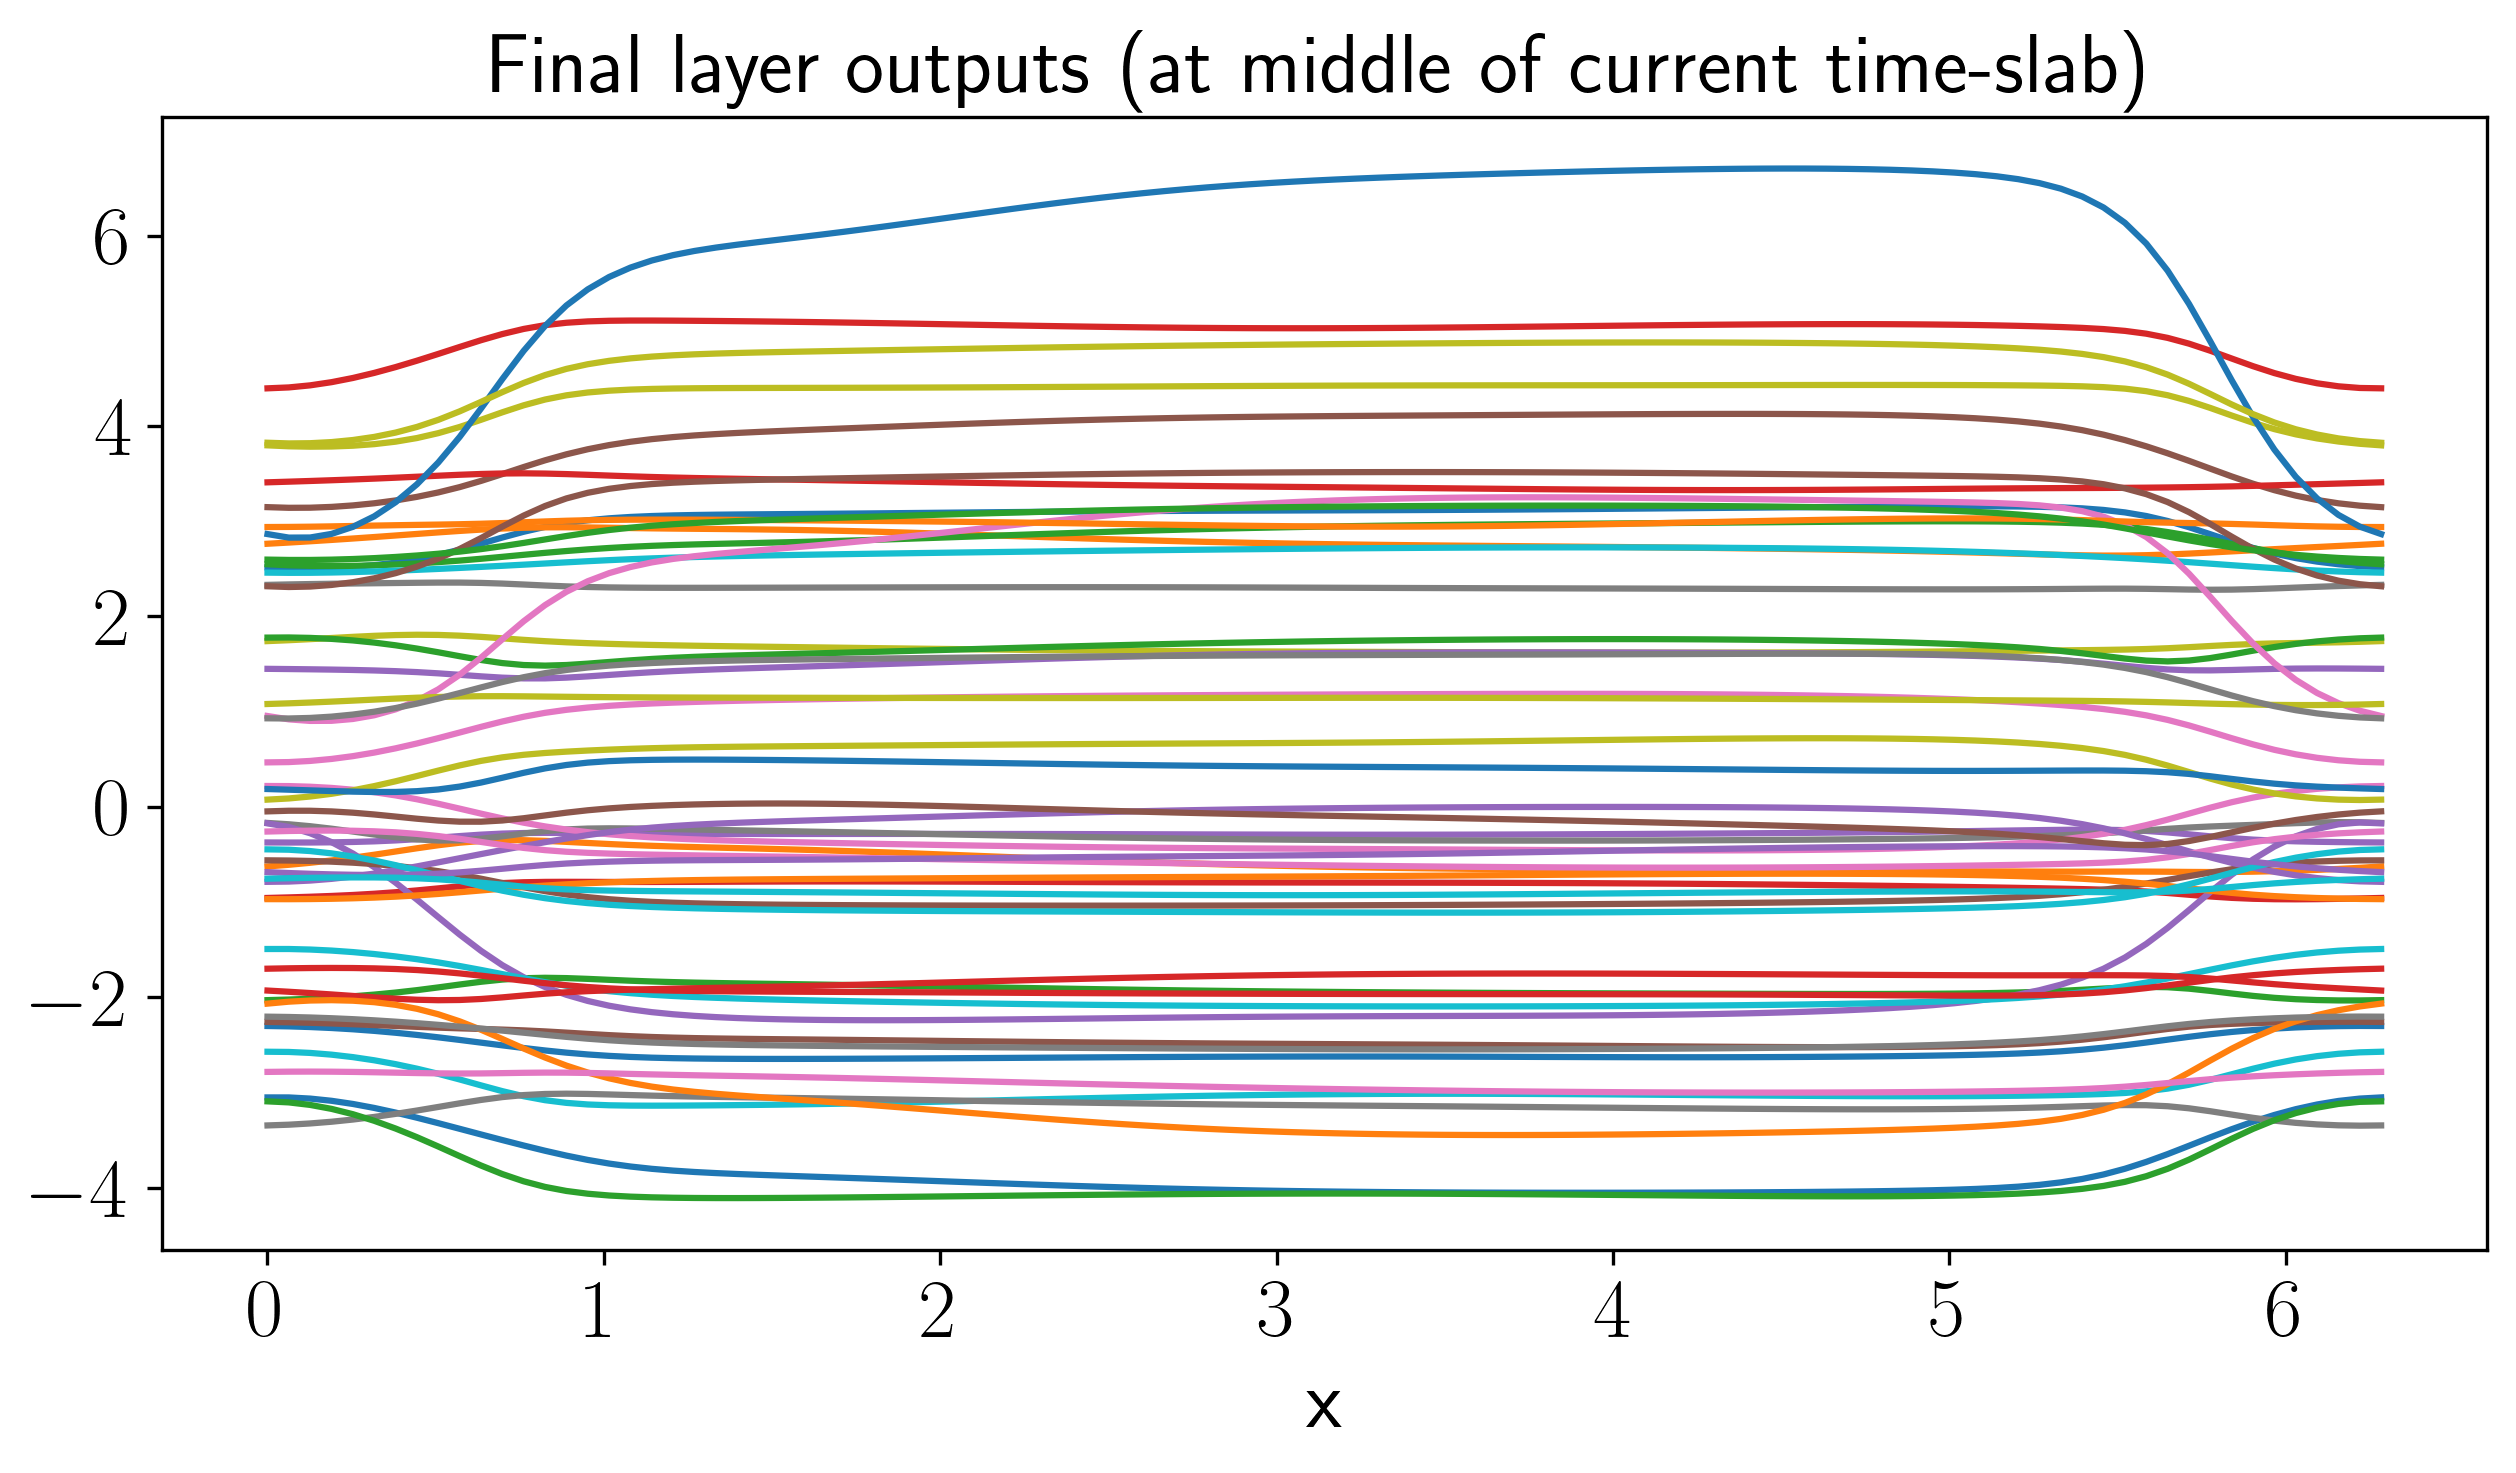 Final layer outputs (at middle of current time-slab)
6
4
2
0
−2
−4
0 1 2 3 4 5 6
x